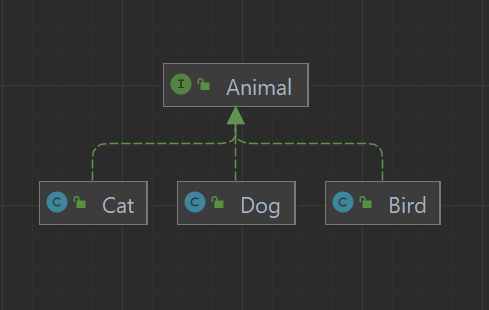 I Animal
C Cat
C Dog
C Bird